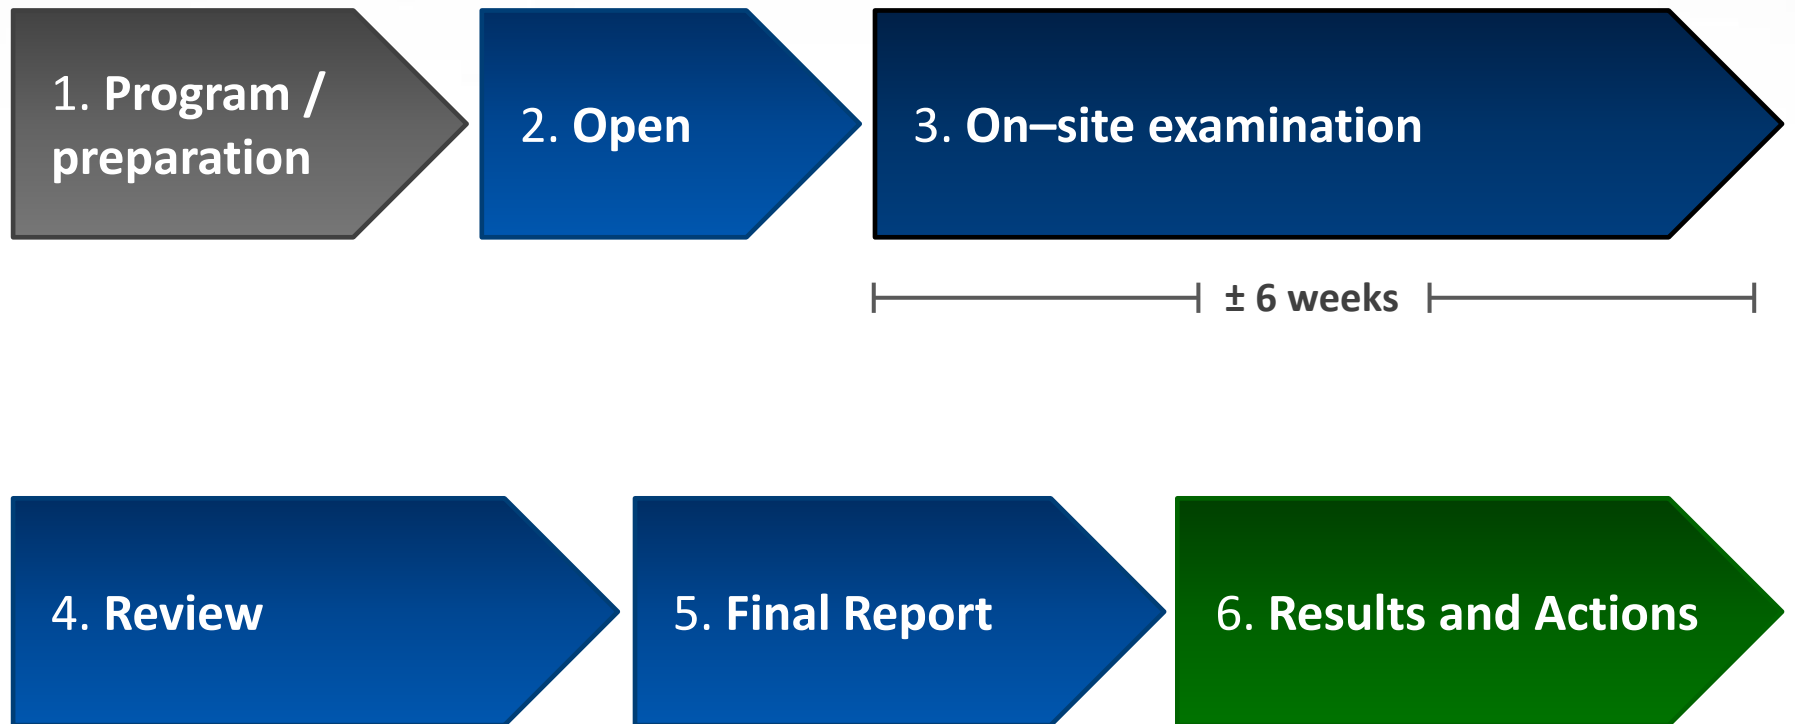 1. Program /
preparation
2. Open
3. On–site examination
± 6 weeks
4. Review
5. Final Report
6. Results and Actions